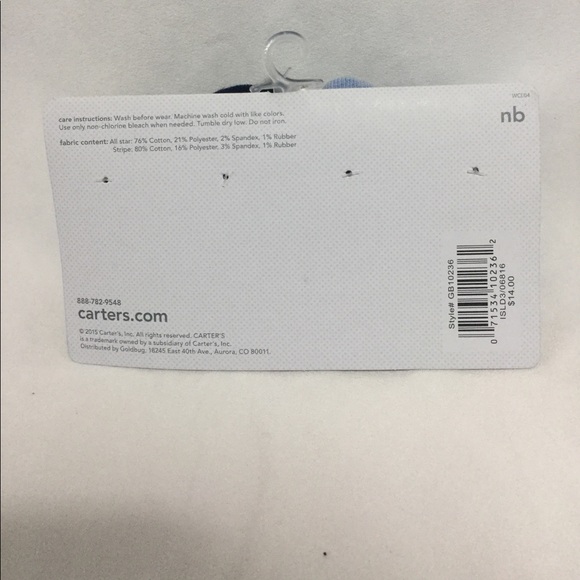 WCE04
nb
care instructions: Wash before wear. Machine wash cold with like colors.
Use only non-chlorine bleach when needed. Tumble dry low. Do not iron.
fabric content: All star: 76% Cotton, 21% Polyester, 2% Spandex, 1% Rubber
Stripe: 80% Cotton, 16% Polyester, 3% Spandex, 1% Rubber
888-782-9548
carters.com
© 2015 Carter's, Inc. All rights reserved. CARTER'S
is a trademark owned by a subsidiary of Carter's, Inc.
Distributed by Goldbug, 16245 East 40th Ave., Aurora, CO 80011.
Style# GB10236
0 71534 10236 2
ISLD3/06816
$14.00